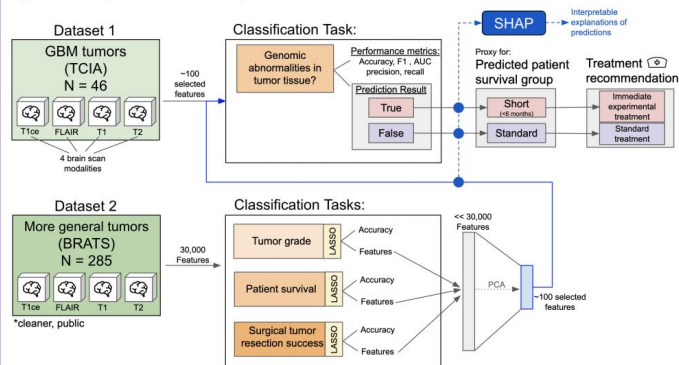 Dataset 1
GBM tumors
(TCIA)
N = 46
T1ce FLAIR T1 T2
4 brain scan
modalities
~100
selected
features
Classification Task:
Genomic
abnormalities in
tumor tissue?
Performance metrics:
Accuracy, F1 , AUC
precision, recall
Prediction Result
True
False
SHAP
Interpretable
explanations of
predictions
Proxy for:
Predicted patient
survival group
Short
(<6 months)
Standard
Treatment
recommendation
Immediate
experimental
treatment
Standard
treatment
Dataset 2
More general tumors
(BRATS)
N = 285
T1ce FLAIR T1 T2
*cleaner, public
30,000
Features
Classification Tasks:
Tumor grade
LASSO
Accuracy
Features
Patient survival
LASSO
Accuracy
Features
Surgical tumor
resection success
LASSO
Accuracy
Features
<< 30,000
Features
PCA
~100 selected
features